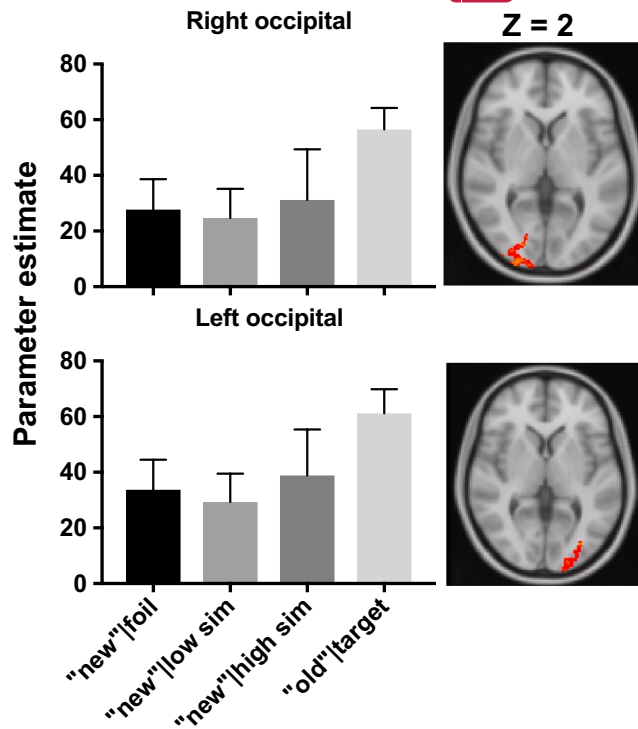 Right occipital
Z = 2
Parameter estimate
80
60
40
20
0
Left occipital
80
60
40
20
0
"new"|foil
"new"|low sim
"new"|high sim
"old"|target